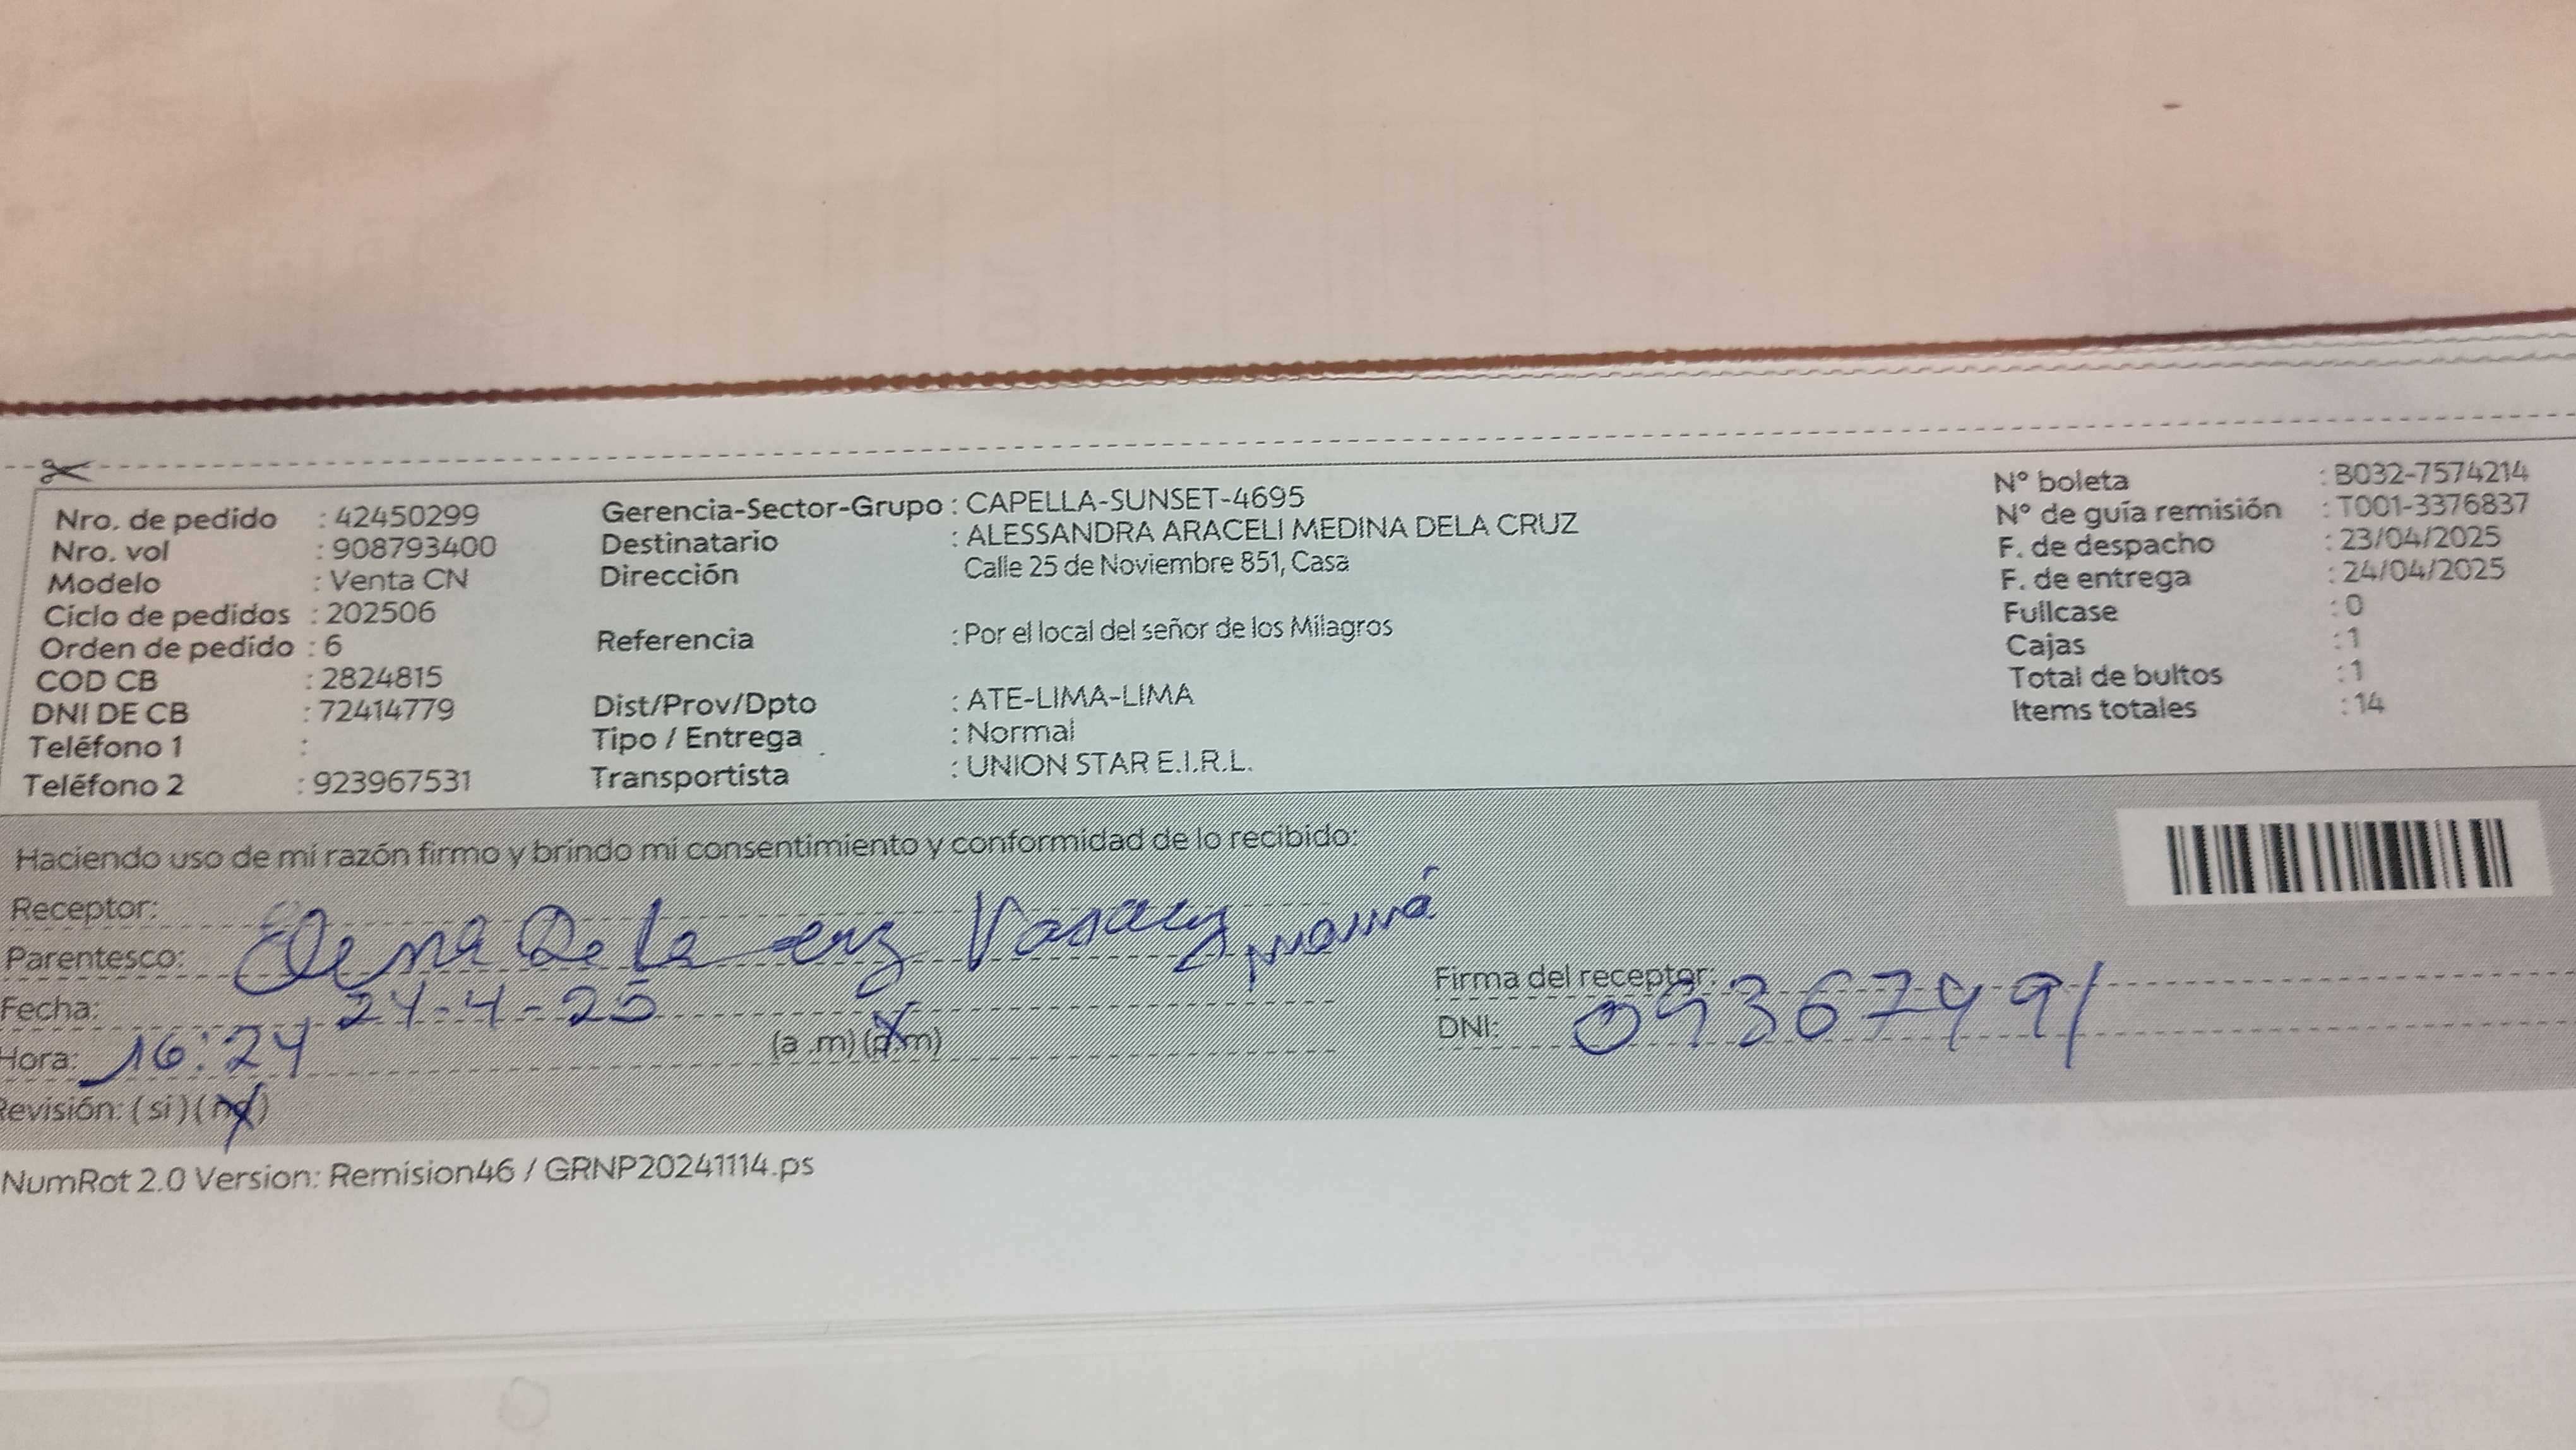 Nro. de pedido : 42450299
Nro. vol : 908793400
Modelo : Venta CN
Ciclo de pedidos : 202506
Orden de pedido : 6
COD CB : 2824815
DNI DE CB : 72414779
Teléfono 1 :
Teléfono 2 : 923967531
Gerencia-Sector-Grupo : CAPELLA-SUNSET-4695
Destinatario : ALESSANDRA ARACELI MEDINA DELA CRUZ
Dirección Calle 25 de Noviembre 851, Casa
Referencia : Por el local del señor de los Milagros
Dist/Prov/Dpto : ATE-LIMA-LIMA
Tipo / Entrega : Normal
Transportista : UNION STAR E.I.R.L.
N° boleta : B032-7574214
N° de guía remisión : T001-3376837
F. de despacho : 23/04/2025
F. de entrega : 24/04/2025
Fullcase : 0
Cajas : 1
Total de bultos : 1
Items totales : 14
Haciendo uso de mi razón firmo y brindo mi consentimiento y conformidad de lo recibido:
Receptor:
Parentesco: Elena De la cruz mamá
Fecha: 24-4-25
Hora: 16:24 (a .m) (p.m)
Revisión: ( si ) ( no )
Firma del receptor:
DNI: 09367491
NumRot 2.0 Version: Remision46 / GRNP20241114.ps